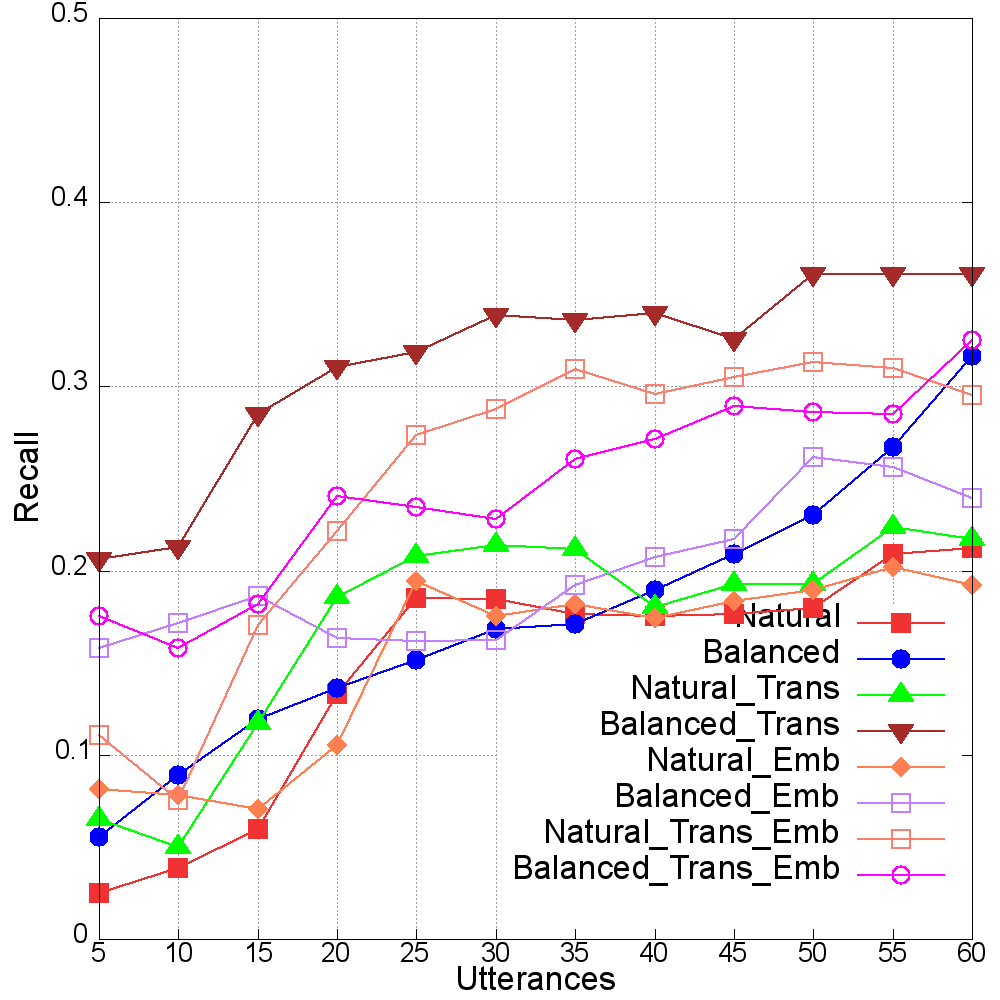 0.5
0.4
0.3
0.2
0.1
0
Recall
Natural
Balanced
Natural_Trans
Balanced_Trans
Natural_Emb
Balanced_Emb
Natural_Trans_Emb
Balanced_Trans_Emb
5 10 15 20 25 30 35 40 45 50 55 60
Utterances